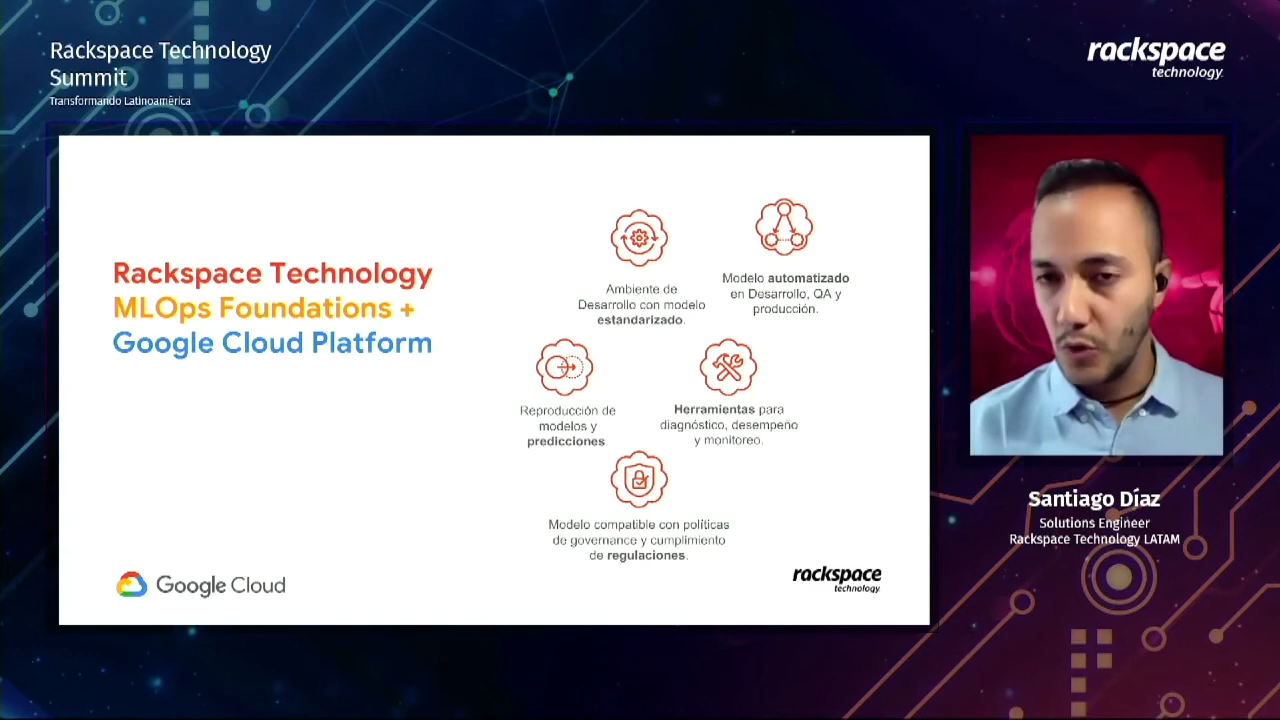 Rackspace Technology
Summit
Transformando Latinoamérica
rackspace
technology.
Rackspace Technology
MLOps Foundations +
Google Cloud Platform
Ambiente de
Desarrollo con modelo
estandarizado.
Modelo automatizado
en Desarrollo, QA y
producción.
Reproducción de
modelos y
predicciones
Herramientas para
diagnóstico, desempeño
y monitoreo.
Modelo compatible con políticas
de governance y cumplimiento
de regulaciones.
Google Cloud
rackspace
technology.
Santiago Díaz
Solutions Engineer
Rackspace Technology LATAM